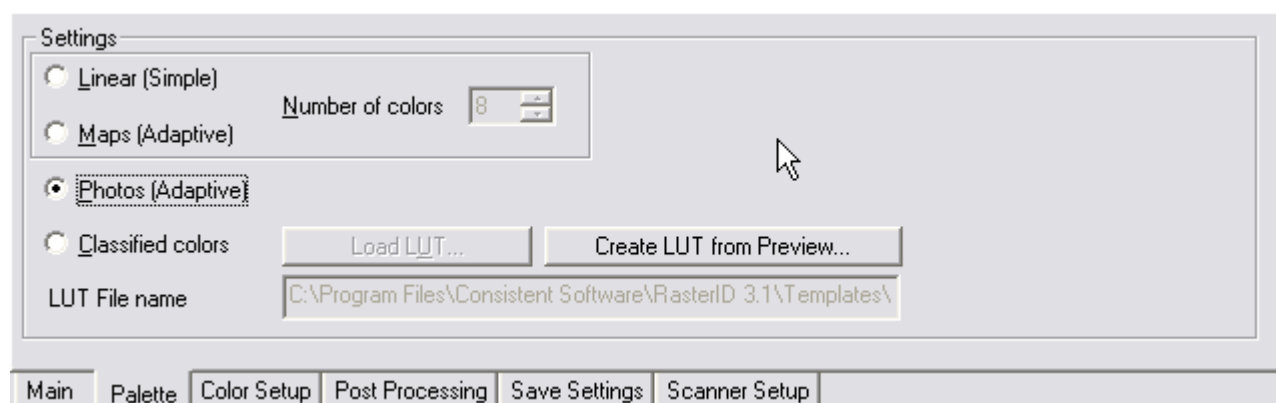 Settings
Linear (Simple)
Number of colors 8
Maps (Adaptive)
Photos (Adaptive)
Classified colors Load LUT... Create LUT from Preview...
LUT File name C:\Program Files\Consistent Software\RasterID 3.1\Templates\
Main Palette Color Setup Post Processing Save Settings Scanner Setup